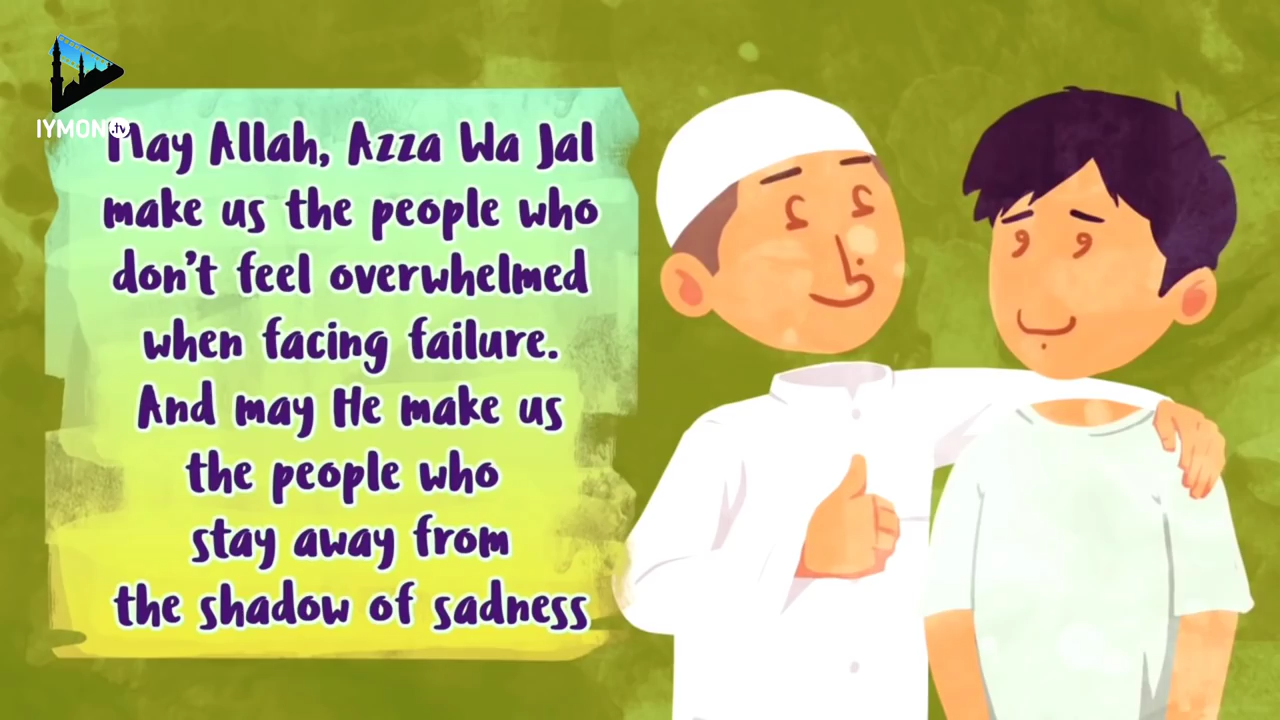 IYMON.tv
May Allah, Azza Wa Jal
make us the people who
don't feel overwhelmed
when facing failure.
And may He make us
the people who
stay away from
the shadow of sadness